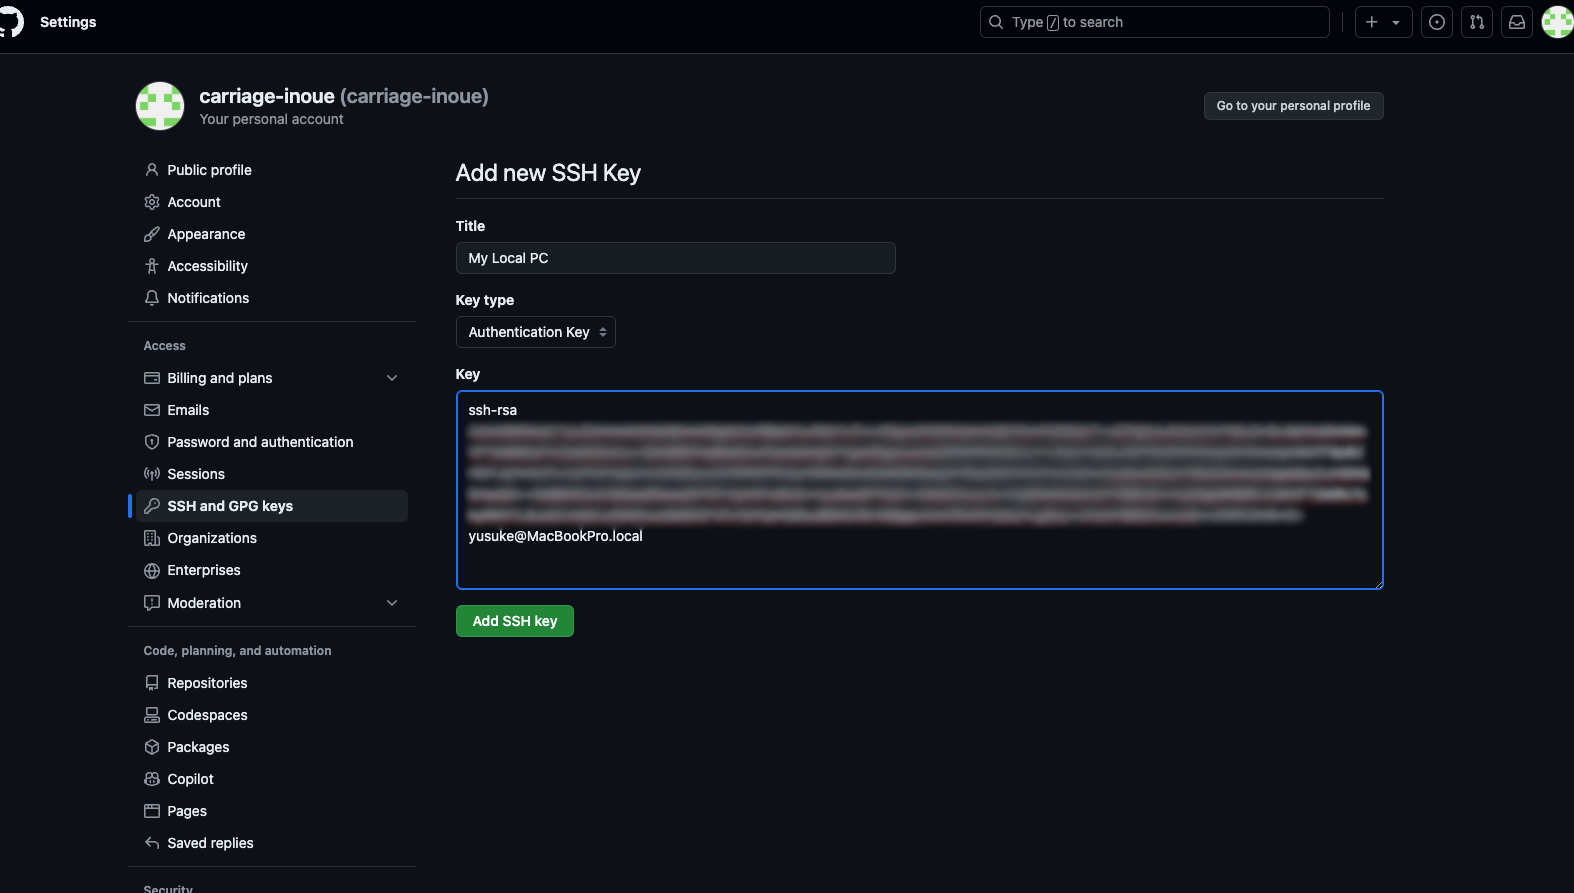 Settings
Type / to search
carriage-inoue (carriage-inoue)
Your personal account
Go to your personal profile
Public profile
Account
Appearance
Accessibility
Notifications
Access
Billing and plans
Emails
Password and authentication
Sessions
SSH and GPG keys
Organizations
Enterprises
Moderation
Code, planning, and automation
Repositories
Codespaces
Packages
Copilot
Pages
Saved replies
Security
Add new SSH Key
Title
My Local PC
Key type
Authentication Key
Key
ssh-rsa
yusuke@MacBookPro.local
Add SSH key